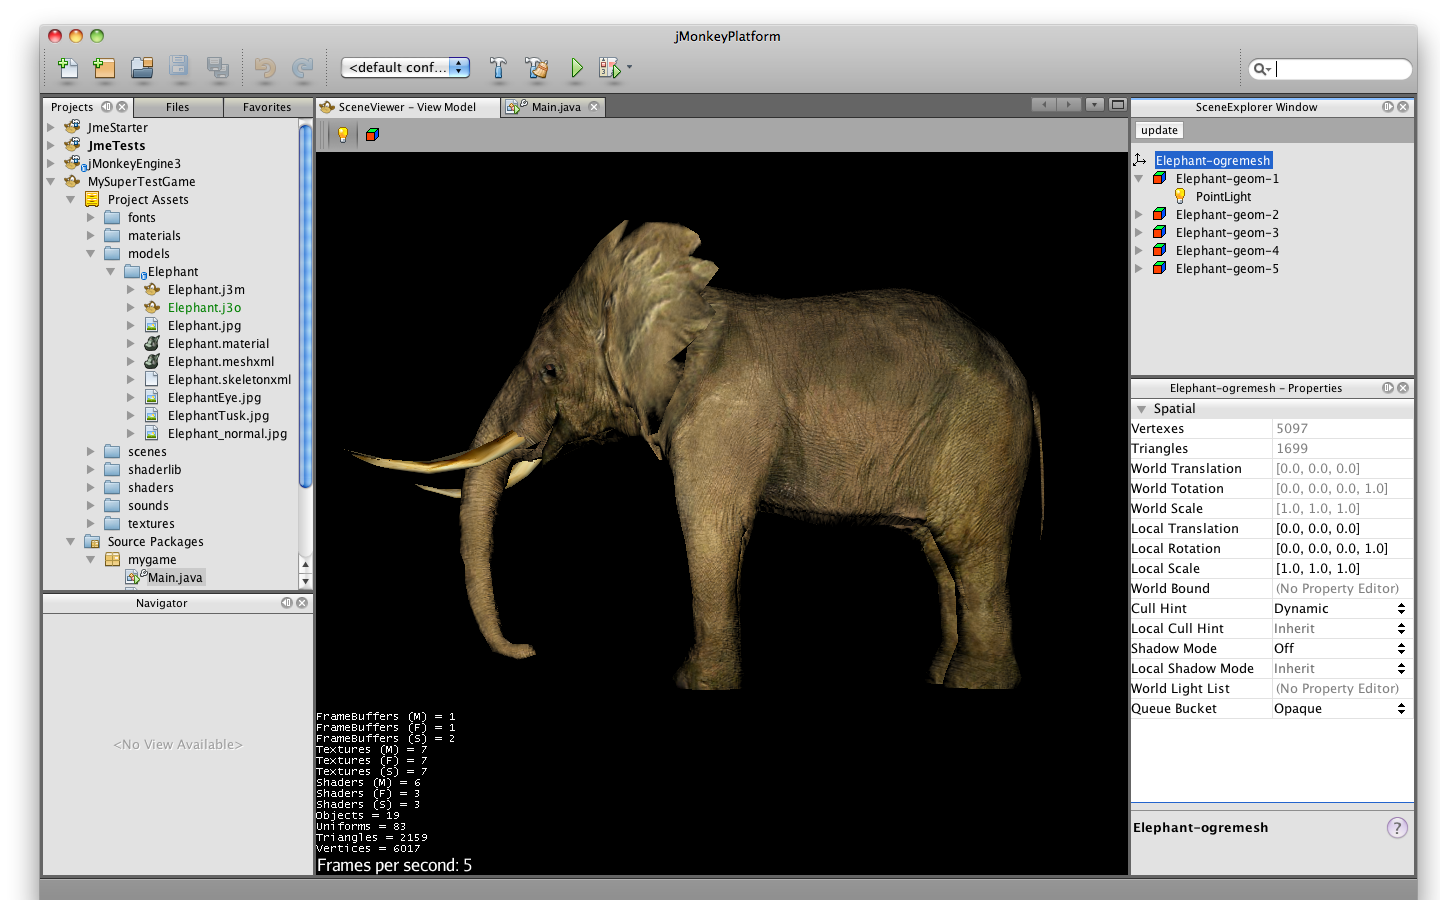 jMonkeyPlatform
<default conf...
Projects
Files
Favorites
JmeStarter
JmeTests
jMonkeyEngine3
MySuperTestGame
Project Assets
fonts
materials
models
Elephant
Elephant.j3m
Elephant.j3o
Elephant.jpg
Elephant.material
Elephant.meshxml
Elephant.skeletonxml
ElephantEye.jpg
ElephantTusk.jpg
Elephant_normal.jpg
scenes
shaderlib
shaders
sounds
textures
Source Packages
mygame
Main.java
Navigator
<No View Available>
SceneViewer - View Model
Main.java
FrameBuffers (M) = 1
FrameBuffers (F) = 1
FrameBuffers (S) = 2
Textures (M) = 7
Textures (F) = 7
Textures (S) = 7
Shaders (M) = 6
Shaders (F) = 3
Shaders (S) = 3
Objects = 19
Uniforms = 83
Triangles = 2159
Vertices = 6017
Frames per second: 5
SceneExplorer Window
update
Elephant-ogremesh
Elephant-geom-1
PointLight
Elephant-geom-2
Elephant-geom-3
Elephant-geom-4
Elephant-geom-5
Elephant-ogremesh - Properties
Spatial
Vertexes 5097
Triangles 1699
World Translation [0.0, 0.0, 0.0]
World Totation [0.0, 0.0, 0.0, 1.0]
World Scale [1.0, 1.0, 1.0]
Local Translation [0.0, 0.0, 0.0]
Local Rotation [0.0, 0.0, 0.0, 1.0]
Local Scale [1.0, 1.0, 1.0]
World Bound (No Property Editor)
Cull Hint Dynamic
Local Cull Hint Inherit
Shadow Mode Off
Local Shadow Mode Inherit
World Light List (No Property Editor)
Queue Bucket Opaque
Elephant-ogremesh
?